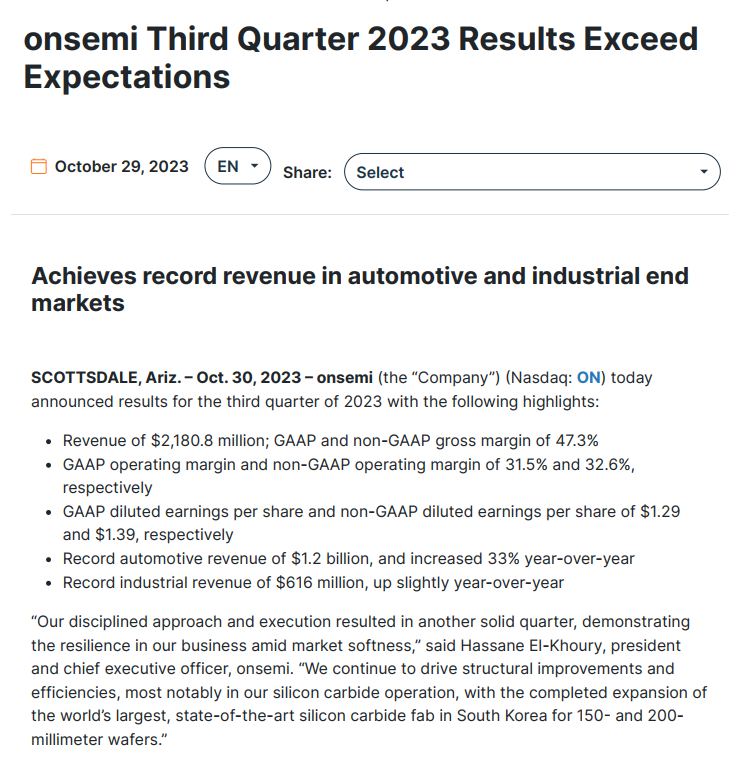 onsemi Third Quarter 2023 Results Exceed
Expectations
October 29, 2023
EN
Share:
Select
Achieves record revenue in automotive and industrial end
markets
SCOTTSDALE, Ariz. – Oct. 30, 2023 – onsemi (the “Company”) (Nasdaq: ON) today
announced results for the third quarter of 2023 with the following highlights:
• Revenue of $2,180.8 million; GAAP and non-GAAP gross margin of 47.3%
• GAAP operating margin and non-GAAP operating margin of 31.5% and 32.6%,
respectively
• GAAP diluted earnings per share and non-GAAP diluted earnings per share of $1.29
and $1.39, respectively
• Record automotive revenue of $1.2 billion, and increased 33% year-over-year
• Record industrial revenue of $616 million, up slightly year-over-year
“Our disciplined approach and execution resulted in another solid quarter, demonstrating
the resilience in our business amid market softness,” said Hassane El-Khoury, president
and chief executive officer, onsemi. “We continue to drive structural improvements and
efficiencies, most notably in our silicon carbide operation, with the completed expansion of
the world’s largest, state-of-the-art silicon carbide fab in South Korea for 150- and 200-
millimeter wafers.”